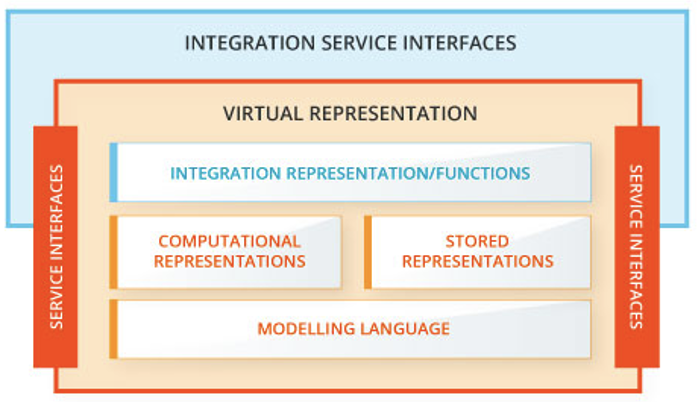 INTEGRATION SERVICE INTERFACES
VIRTUAL REPRESENTATION
SERVICE INTERFACES
INTEGRATION REPRESENTATION/FUNCTIONS
SERVICE INTERFACES
COMPUTATIONAL
REPRESENTATIONS
STORED
REPRESENTATIONS
MODELLING LANGUAGE